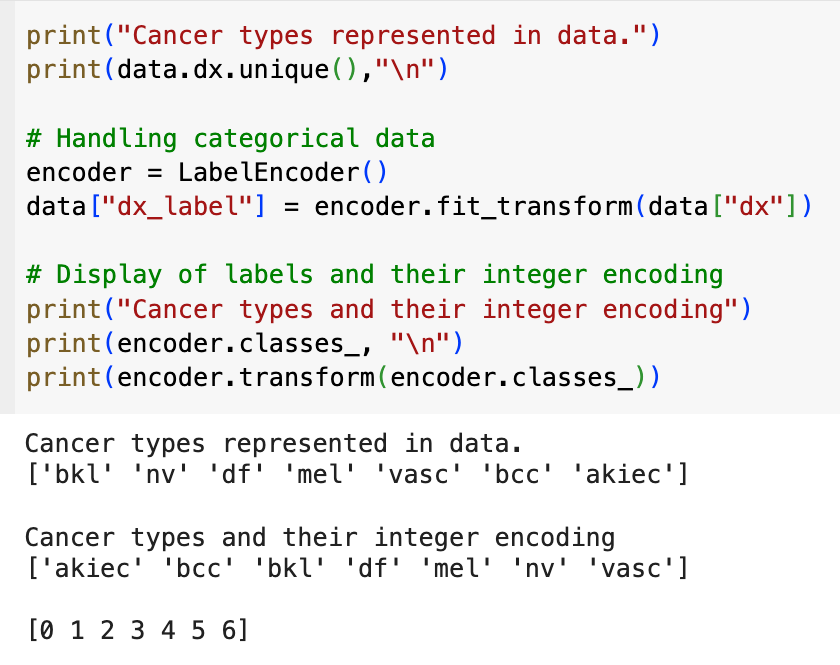 print("Cancer types represented in data.")
print(data.dx.unique(),"\n")
# Handling categorical data
encoder = LabelEncoder()
data["dx_label"] = encoder.fit_transform(data["dx"])
# Display of labels and their integer encoding
print("Cancer types and their integer encoding")
print(encoder.classes_, "\n")
print(encoder.transform(encoder.classes_))
Cancer types represented in data.
['bkl' 'nv' 'df' 'mel' 'vasc' 'bcc' 'akiec']
Cancer types and their integer encoding
['akiec' 'bcc' 'bkl' 'df' 'mel' 'nv' 'vasc']
[0 1 2 3 4 5 6]